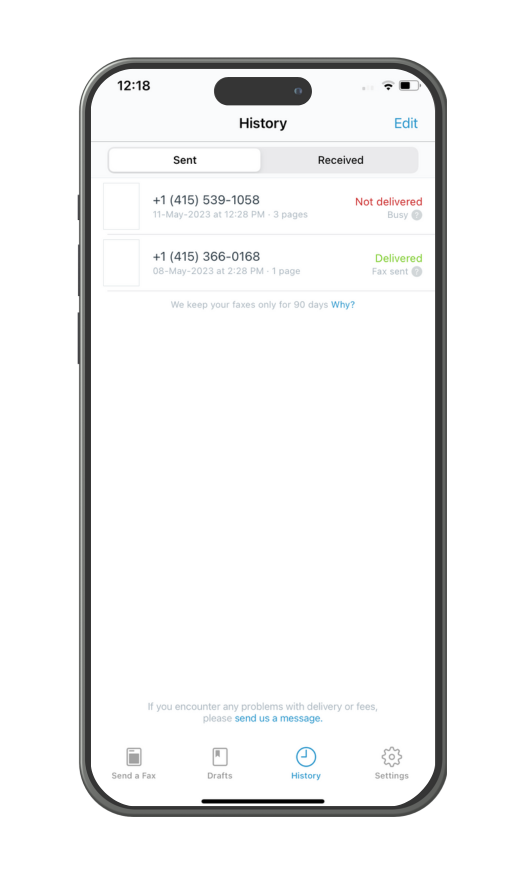 12:18
History
Edit
Sent
Received
+1 (415) 539-1058
Not delivered
11-May-2023 at 12:28 PM · 3 pages
Busy ?
+1 (415) 366-0168
Delivered
08-May-2023 at 2:28 PM · 1 page
Fax sent ?
We keep your faxes only for 90 days Why?
If you encounter any problems with delivery or fees,
please send us a message.
Send a Fax
Drafts
History
Settings